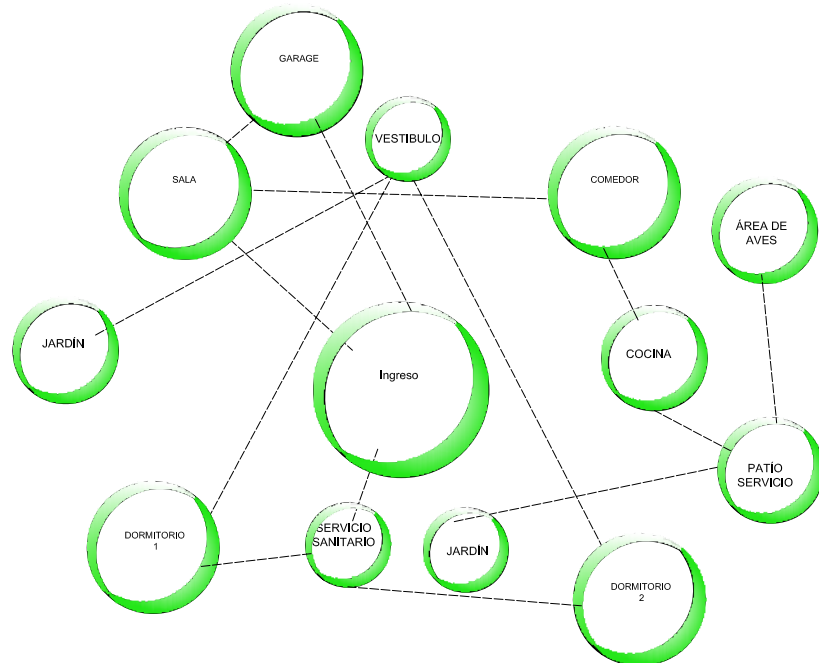 GARAGE
VESTIBULO
SALA
COMEDOR
ÁREA DE
AVES
JARDÍN
Ingreso
COCINA
PATÍO
SERVICIO
DORMITORIO
1
SERVICIO
SANITARIO
JARDÍN
DORMITORIO
2